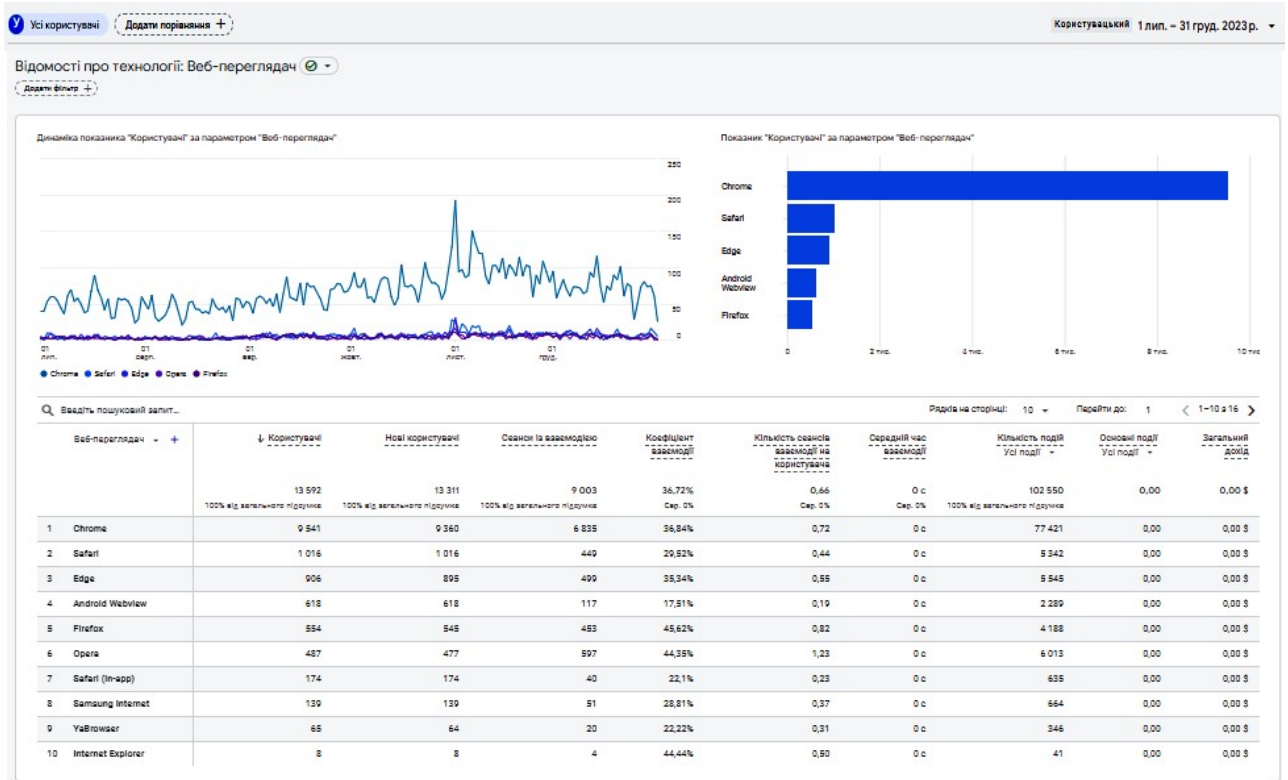 У Усі користувачі Додати порівняння + Користувацький 1 лип. – 31 груд. 2023 р.
Відомості про технології: Веб-переглядач
Додати фільтр +
Динаміка показника "Користувачі" за параметром "Веб-переглядач"
250
200
150
100
50
0
01 лип.
01 серп.
01 вер.
01 жовт.
01 лист.
01 груд.
Chrome Safari Edge Opera Firefox
Показник "Користувачі" за параметром "Веб-переглядач"
Chrome
Safari
Edge
Android Webview
Firefox
0 2 тис. 4 тис. 6 тис. 8 тис. 10 тис
Введіть пошуковий запит... Рядків на сторінці: 10 Перейти до: 1 < 1–10 з 16 >
Веб-переглядач + ↓ Користувачі Нові користувачі Сеанси із взаємодією Коефіцієнт взаємодії Кількість сеансів взаємодії на користувача Середній час взаємодії Кількість подій Усі події Основні події Усі події Загальний дохід
13 592 13 311 9 003 36,72% 0,66 0 с 102 550 0,00 0,00 $
100% від загального підсумка 100% від загального підсумка 100% від загального підсумка Сер. 0% Сер. 0% Сер. 0% 100% від загального підсумка
1 Chrome 9 541 9 360 6 835 36,84% 0,72 0 с 77 421 0,00 0,00 $
2 Safari 1 016 1 016 449 29,52% 0,44 0 с 5 342 0,00 0,00 $
3 Edge 906 895 499 35,34% 0,55 0 с 5 545 0,00 0,00 $
4 Android Webview 618 618 117 17,51% 0,19 0 с 2 289 0,00 0,00 $
5 Firefox 554 545 453 45,62% 0,82 0 с 4 188 0,00 0,00 $
6 Opera 487 477 597 44,35% 1,23 0 с 6 013 0,00 0,00 $
7 Safari (in-app) 174 174 40 22,1% 0,23 0 с 635 0,00 0,00 $
8 Samsung Internet 139 139 51 28,81% 0,37 0 с 664 0,00 0,00 $
9 YaBrowser 65 64 20 22,22% 0,31 0 с 346 0,00 0,00 $
10 Internet Explorer 8 8 4 44,44% 0,50 0 с 41 0,00 0,00 $